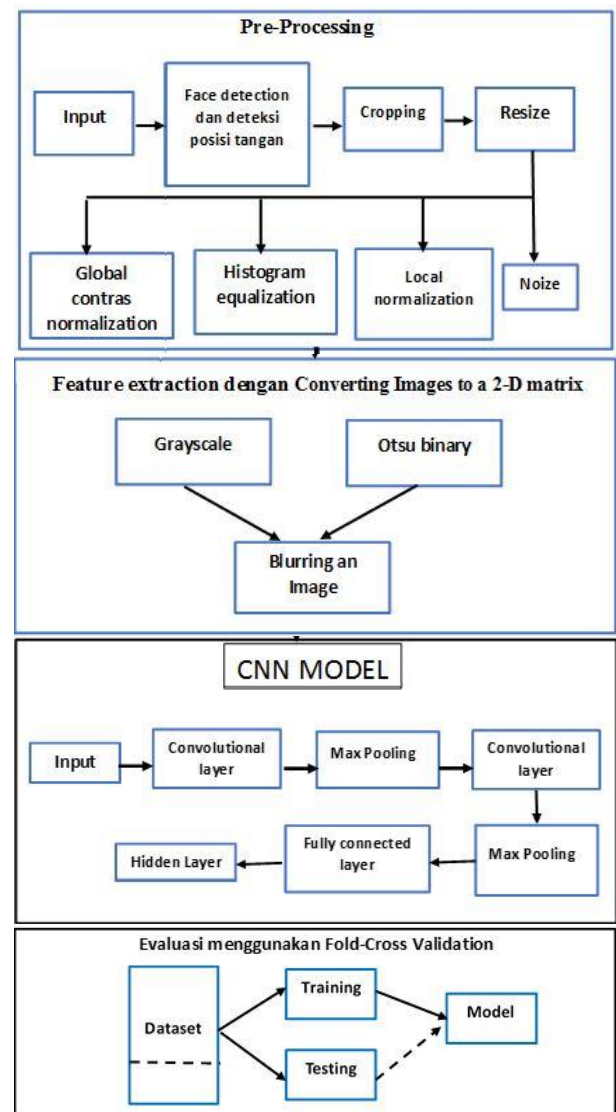 Pre-Processing
Input
Face detection
dan deteksi
posisi tangan
Cropping
Resize
Global
contras
normalization
Histogram
equalization
Local
normalization
Noize
Feature extraction dengan Converting Images to a 2-D matrix
Grayscale
Otsu binary
Blurring an
Image
CNN MODEL
Input
Convolutional
layer
Max Pooling
Convolutional
layer
Hidden Layer
Fully connected
layer
Max Pooling
Evaluasi menggunakan Fold-Cross Validation
Dataset
Training
Testing
Model